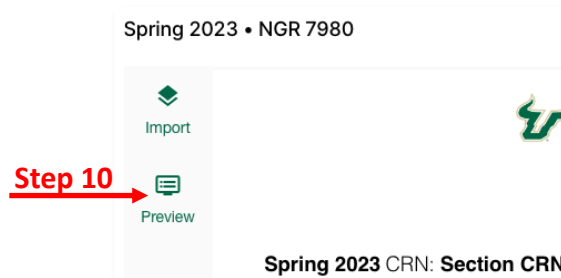 Spring 2023 • NGR 7980
Import
Step 10
Preview
Spring 2023 CRN: Section CRN